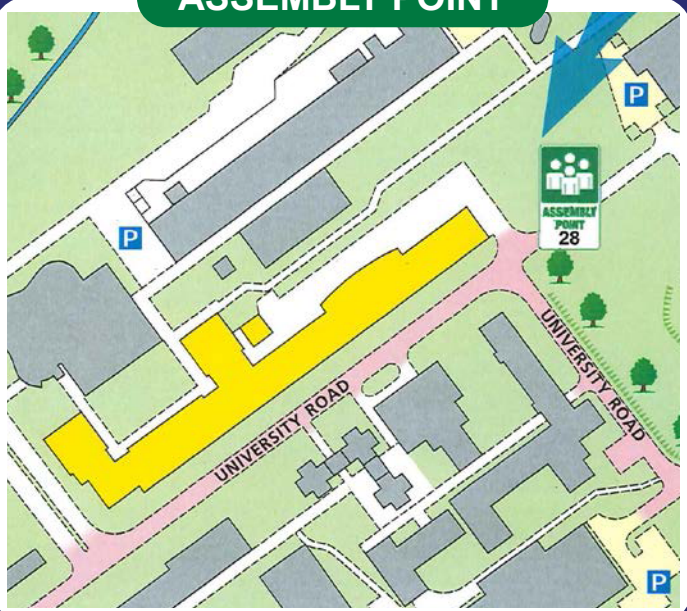 ASSEMBLY POINT
P
ASSEMBLY
POINT
28
P
UNIVERSITY ROAD
UNIVERSITY ROAD
P